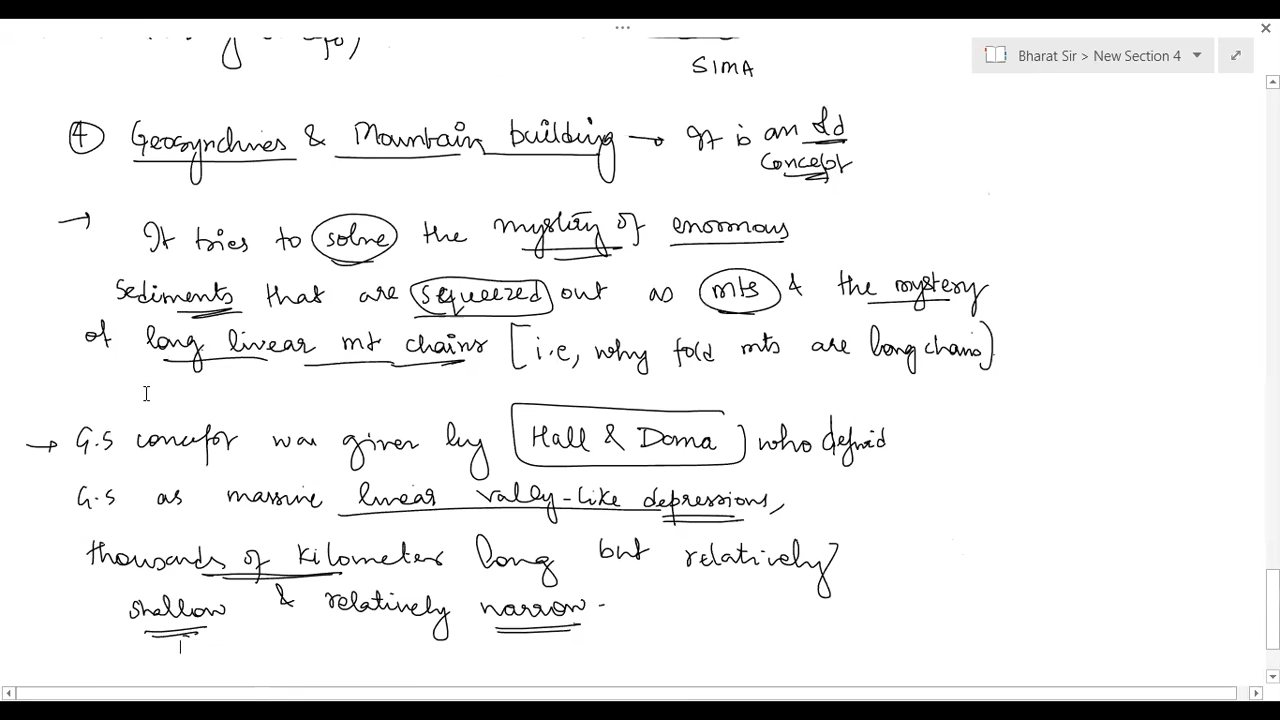 SIMA
Bharat Sir > New Section 4
④ Geosynclines & Mountain building → It is an old
concept
→ It tries to solve the mystery of enormous
sediments that are squeezed out as mts & the mystery
of long linear mt chains [i.e, why fold mts are long chains)
→ G.S concept was given by Hall & Dana who defined
G.S as massive linear vally-like depressions,
thousands of kilometers long but relatively
shallow & relatively narrow.